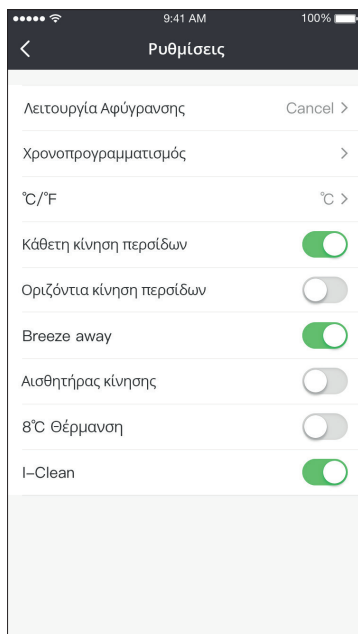 9:41 AM
100%
Ρυθμίσεις
Λειτουργία Αφύγρανσης Cancel
Χρονοπρογραμματισμός
℃/℉ ℃
Κάθετη κίνηση περσίδων
Οριζόντια κίνηση περσίδων
Breeze away
Αισθητήρας κίνησης
8℃ Θέρμανση
I-Clean